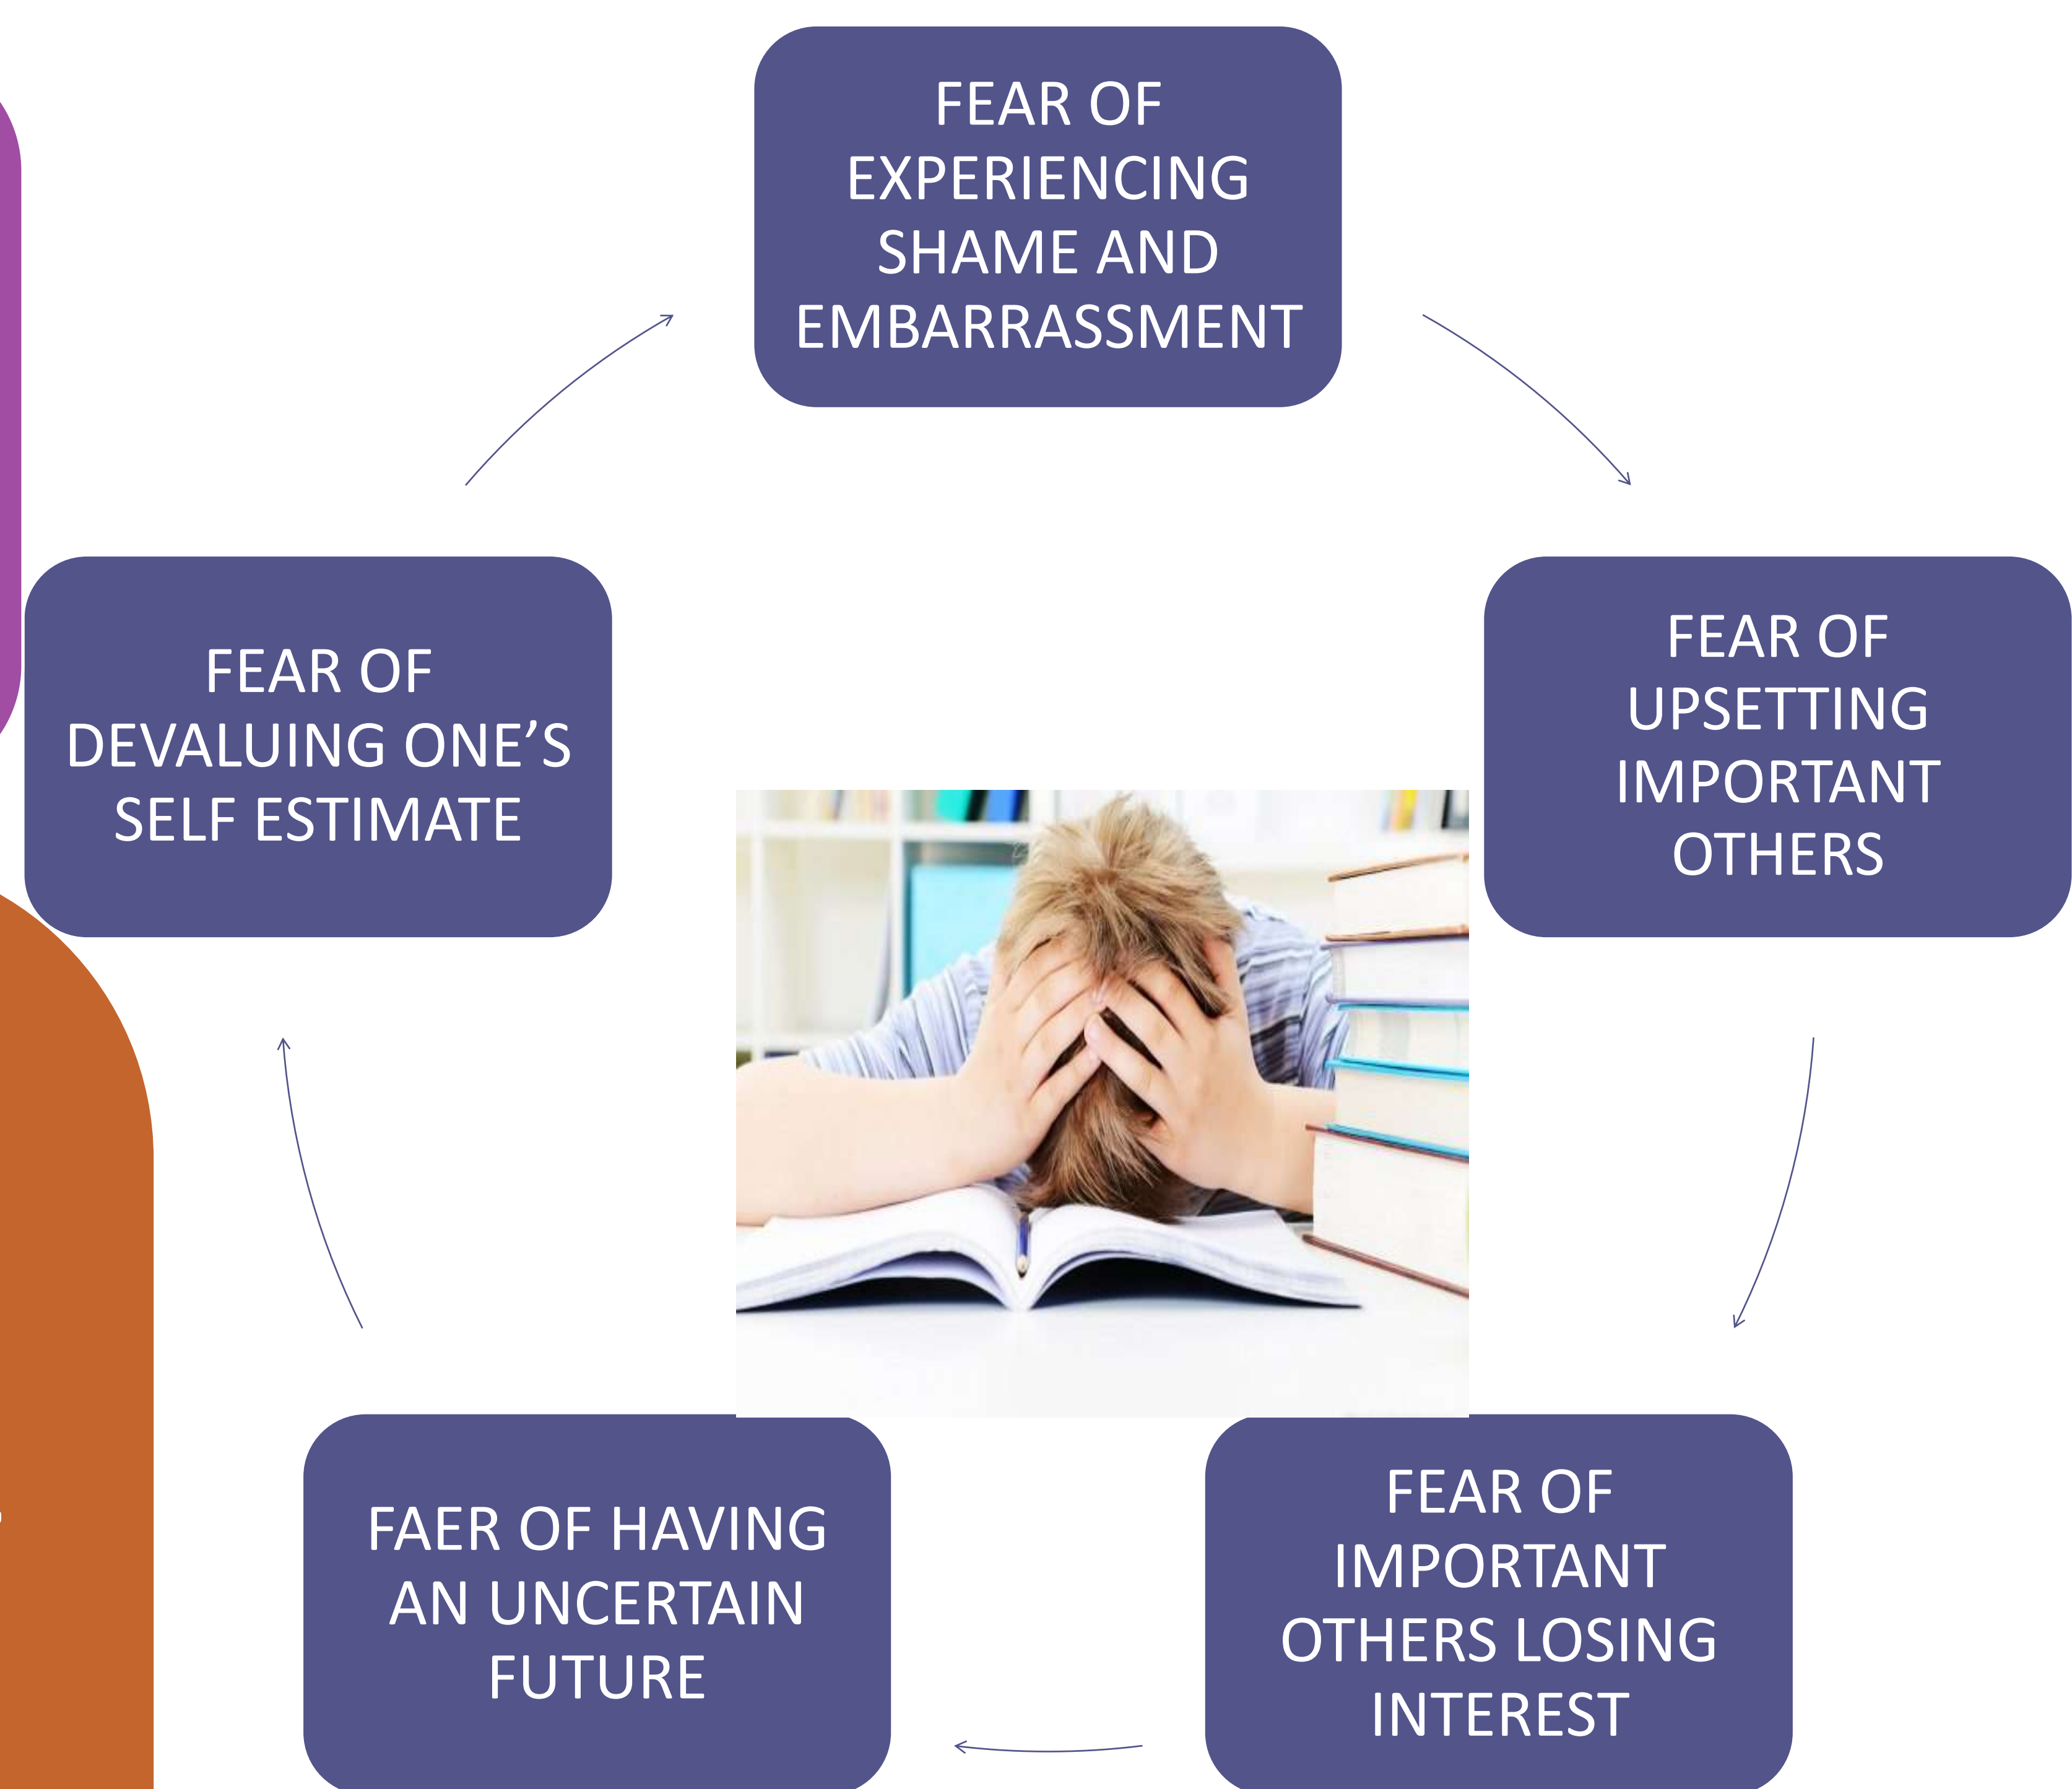 FEAR OF
EXPERIENCING
SHAME AND
EMBARRASSMENT
FEAR OF
UPSETTING
IMPORTANT
OTHERS
FEAR OF
IMPORTANT
OTHERS LOSING
INTEREST
FAER OF HAVING
AN UNCERTAIN
FUTURE
FEAR OF
DEVALUING ONE’S
SELF ESTIMATE